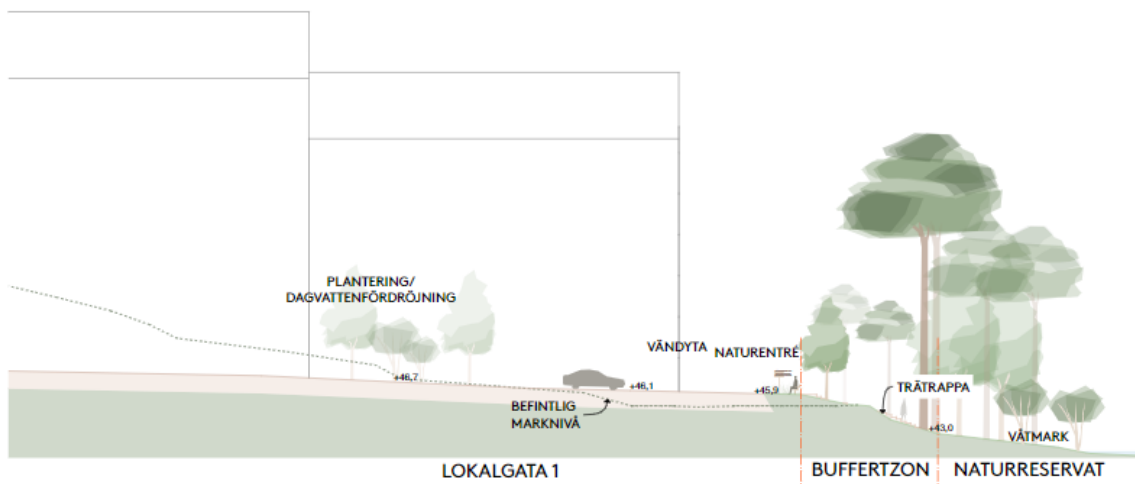 PLANTERING/
DAGVATTENFÖRDRÖJNING
VÄNDYTA
NATURENTRÉ
+46,7
+46,1
+45,9
BEFINTLIG
MARKNIVÅ
TRÄTRAPPA
+43,0
VÅTMARK
LOKALGATA 1
BUFFERTZON
NATURRESERVAT